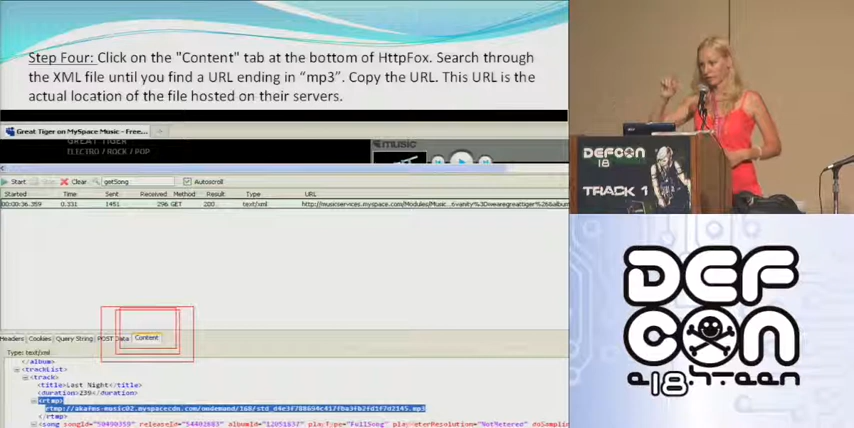 Step Four: Click on the "Content" tab at the bottom of HttpFox. Search through
the XML file until you find a URL ending in “mp3”. Copy the URL. This URL is the
actual location of the file hosted on their servers.
Great Tiger on MySpace Music - Free...
GREAT TIGER
ELECTRO / ROCK / POP
music
Start
Clear
getSong
Autoscroll
Started Time Sent Received Method Result Type URL
00:00:36.359 0.331 1451 296 GET 200 text/xml
Headers Cookies Query String POST Data Content
Type: text/xml
</album>
<trackList>
<track>
<title>Last Night</title>
<duration>239</duration>
<rtmp>
</rtmp>
DEFCON
18
TRACK 1
DEF
CON
e18hteen